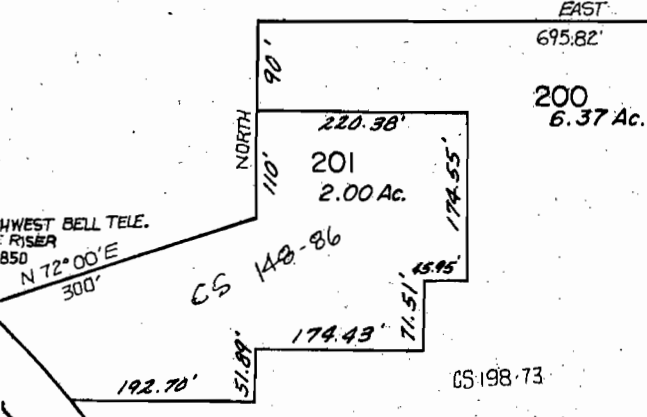 EAST
695.82'
90'
200
6.37 Ac.
220.38'
NORTH
201
110'
2.00 Ac.
174.55'
HWEST BELL TELE.
RISER
850
N 72°00'E
300'
CS 148-86
45.95'
71.51'
174.43'
51.89'
CS 198-73
192.70'